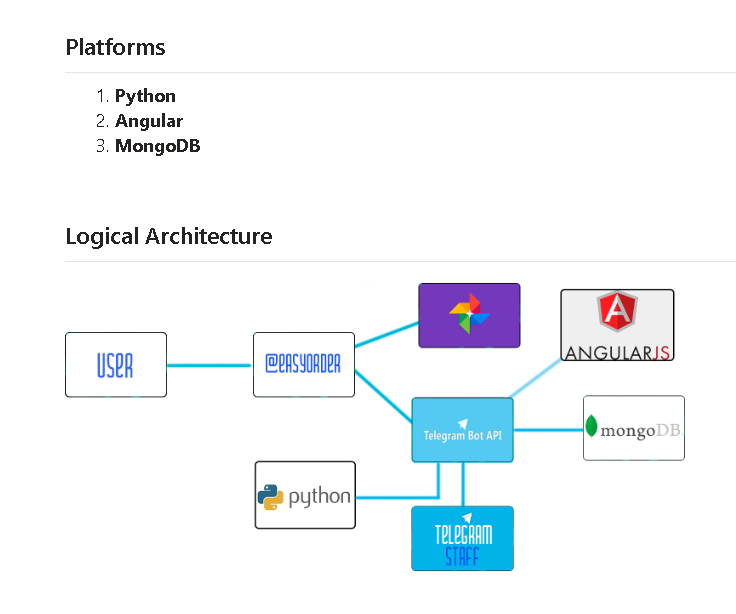 Platforms
1. Python
2. Angular
3. MongoDB
Logical Architecture
USER
@EASYORDER
ANGULARJS
Telegram Bot API
mongoDB
python
TELEGRAM
STAFF